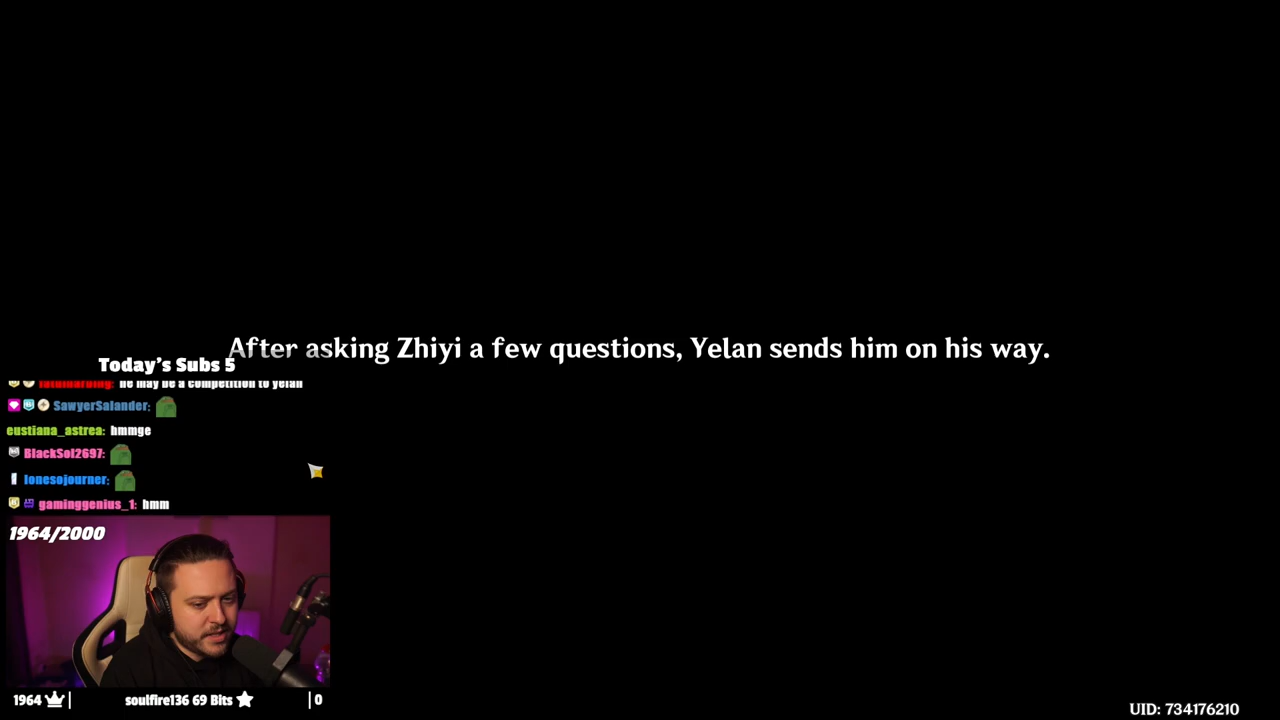 After asking Zhiyi a few questions, Yelan sends him on his way.
Today's Subs 5
he may be a competition to yelan
SawyerSalander:
eustiana_astrea: hmmge
BlackSol2697:
lonesojourner:
gaminggenius_1: hmm
1964/2000
1964
soulfire136 69 Bits
0
UID: 734176210